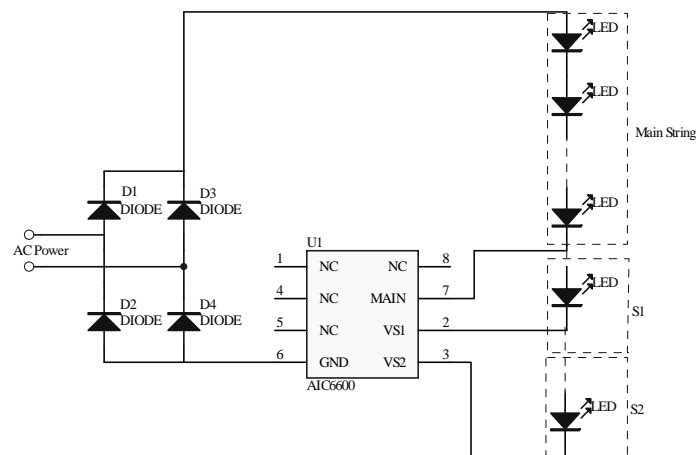 LED
LED
Main String
D1
DIODE
D3
DIODE
LED
AC Power
U1
1 NC NC 8
4 NC MAIN 7
5 NC VS1 2
6 GND VS2 3
AIC6600
D2
DIODE
D4
DIODE
LED
S1
LED
S2